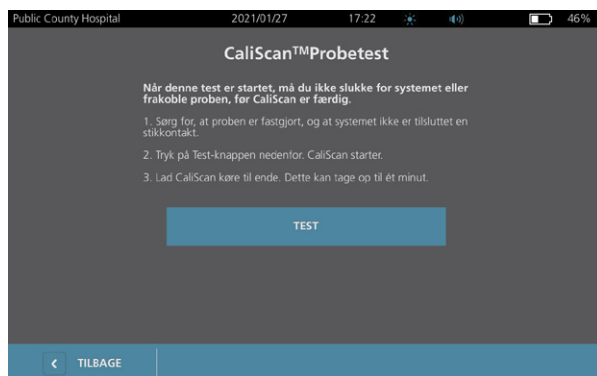 Public County Hospital 2021/01/27 17:22 46%
CaliScan™Probetest
Når denne test er startet, må du ikke slukke for systemet eller
frakoble proben, før CaliScan er færdig.
1. Sørg for, at proben er fastgjort, og at systemet ikke er tilsluttet en
stikkontakt.
2. Tryk på Test-knappen nedenfor. CaliScan starter.
3. Lad CaliScan køre til ende. Dette kan tage op til ét minut.
TEST
TILBAGE